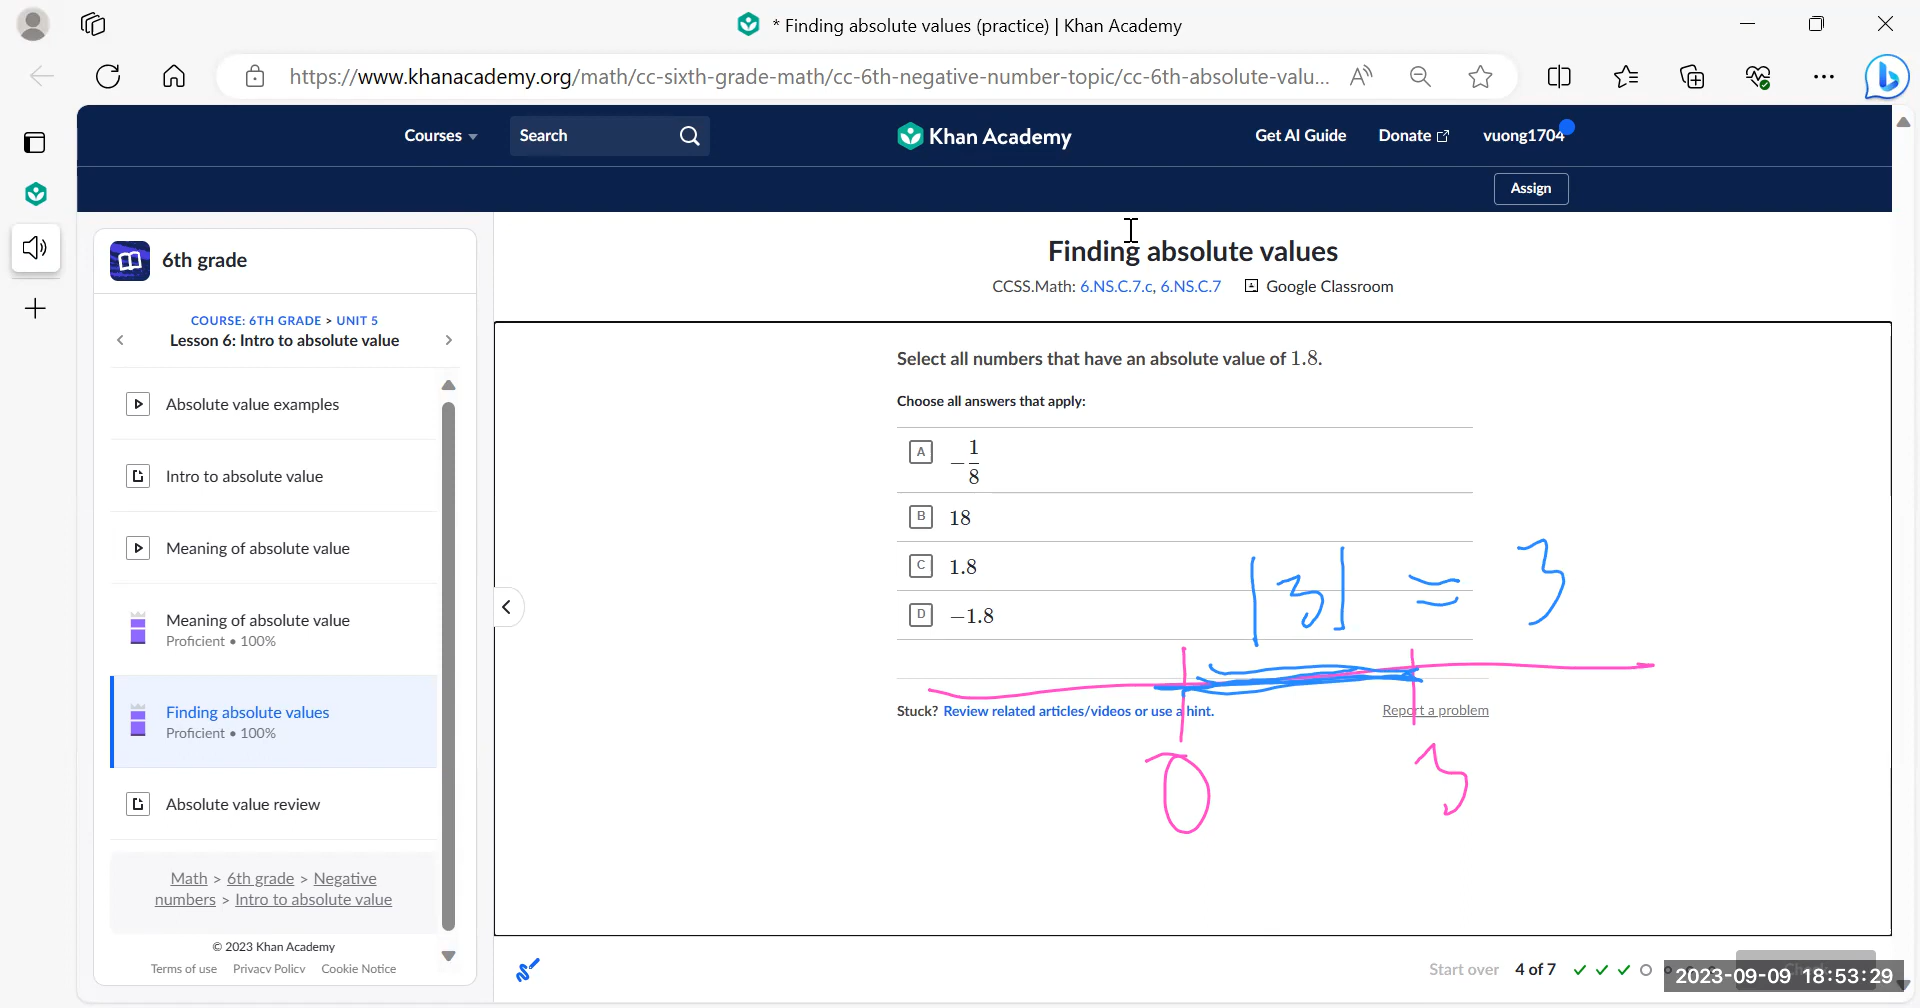 * Finding absolute values (practice) | Khan Academy
https://www.khanacademy.org/math/cc-sixth-grade-math/cc-6th-negative-number-topic/cc-6th-absolute-valu...
Courses
Search
Khan Academy
Get AI Guide
Donate
vuong1704
Assign
6th grade
COURSE: 6TH GRADE > UNIT 5
Lesson 6: Intro to absolute value
Absolute value examples
Intro to absolute value
Meaning of absolute value
Meaning of absolute value
Proficient • 100%
Finding absolute values
Proficient • 100%
Absolute value review
Math > 6th grade > Negative
numbers > Intro to absolute value
© 2023 Khan Academy
Terms of use Privacy Policy Cookie Notice
Finding absolute values
CCSS.Math: 6.NS.C.7.c, 6.NS.C.7 Google Classroom
Select all numbers that have an absolute value of 1.8.
Choose all answers that apply:
A -1/8
B 18
C 1.8
D -1.8
|3| = 3
Stuck? Review related articles/videos or use a hint.
Report a problem
0 3
Start over 4 of 7
2023-09-09 18:53:29